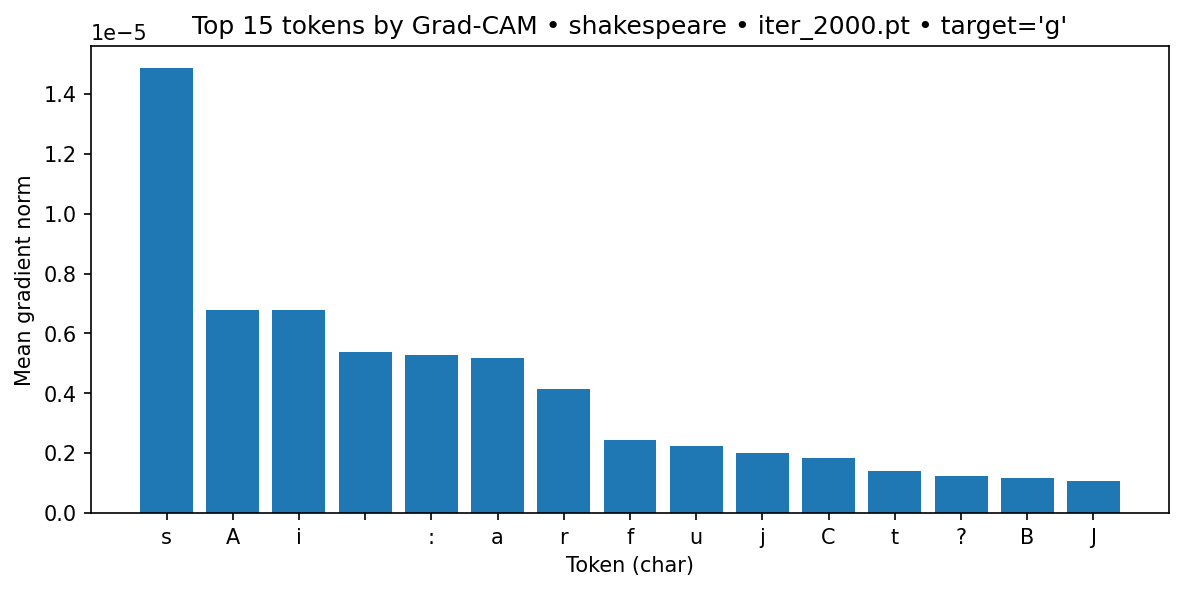 Top 15 tokens by Grad-CAM • shakespeare • iter_2000.pt • target='g'
1e−5
1.4
1.2
1.0
0.8
0.6
0.4
0.2
0.0
Mean gradient norm
s A i ' : a r f u j C t ? B J
Token (char)